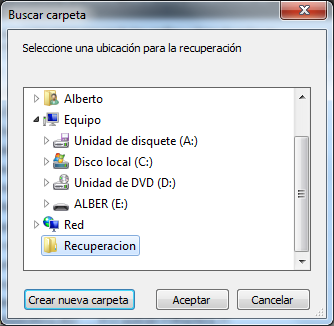 Buscar carpeta
Seleccione una ubicación para la recuperación
Alberto
Equipo
Unidad de disquete (A:)
Disco local (C:)
Unidad de DVD (D:)
ALBER (E:)
Red
Recuperacion
Crear nueva carpeta Aceptar Cancelar